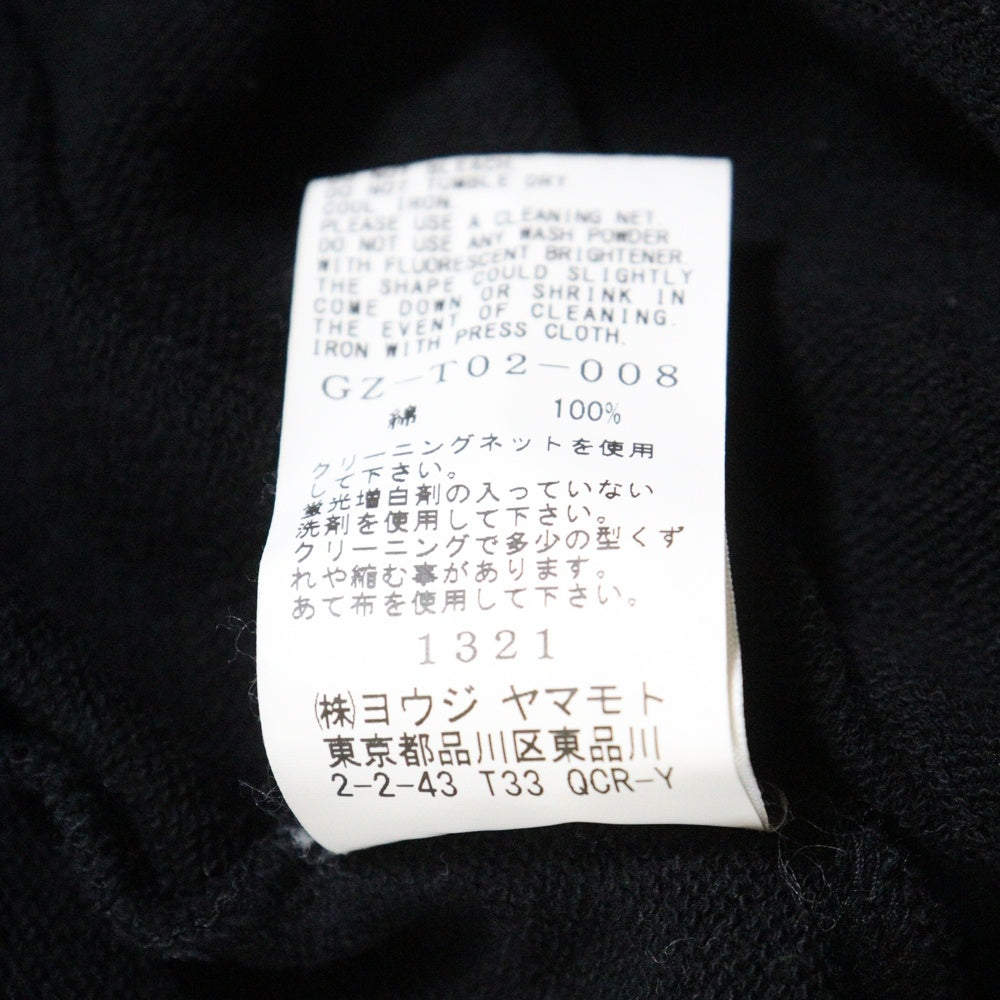 DO NOT TUMBLE DRY
COOL IRON
PLEASE USE A CLEANING NET.
DO NOT USE ANY WASH POWDER
WITH FLUORESCENT BRIGHTENER.
THE SHAPE COULD SLIGHTLY
COME DOWN OR SHRINK IN
THE EVENT OF CLEANING.
IRON WITH PRESS CLOTH.
GZ-T02-008
綿 100%
クリーニングネットを使用
して下さい。
蛍光増白剤の入っていない
洗剤を使用して下さい。
クリーニングで多少の型くず
れや縮む事があります。
あて布を使用して下さい。
1321
㈱ヨウジ ヤマモト
東京都品川区東品川
2-2-43 T33 QCR-Y